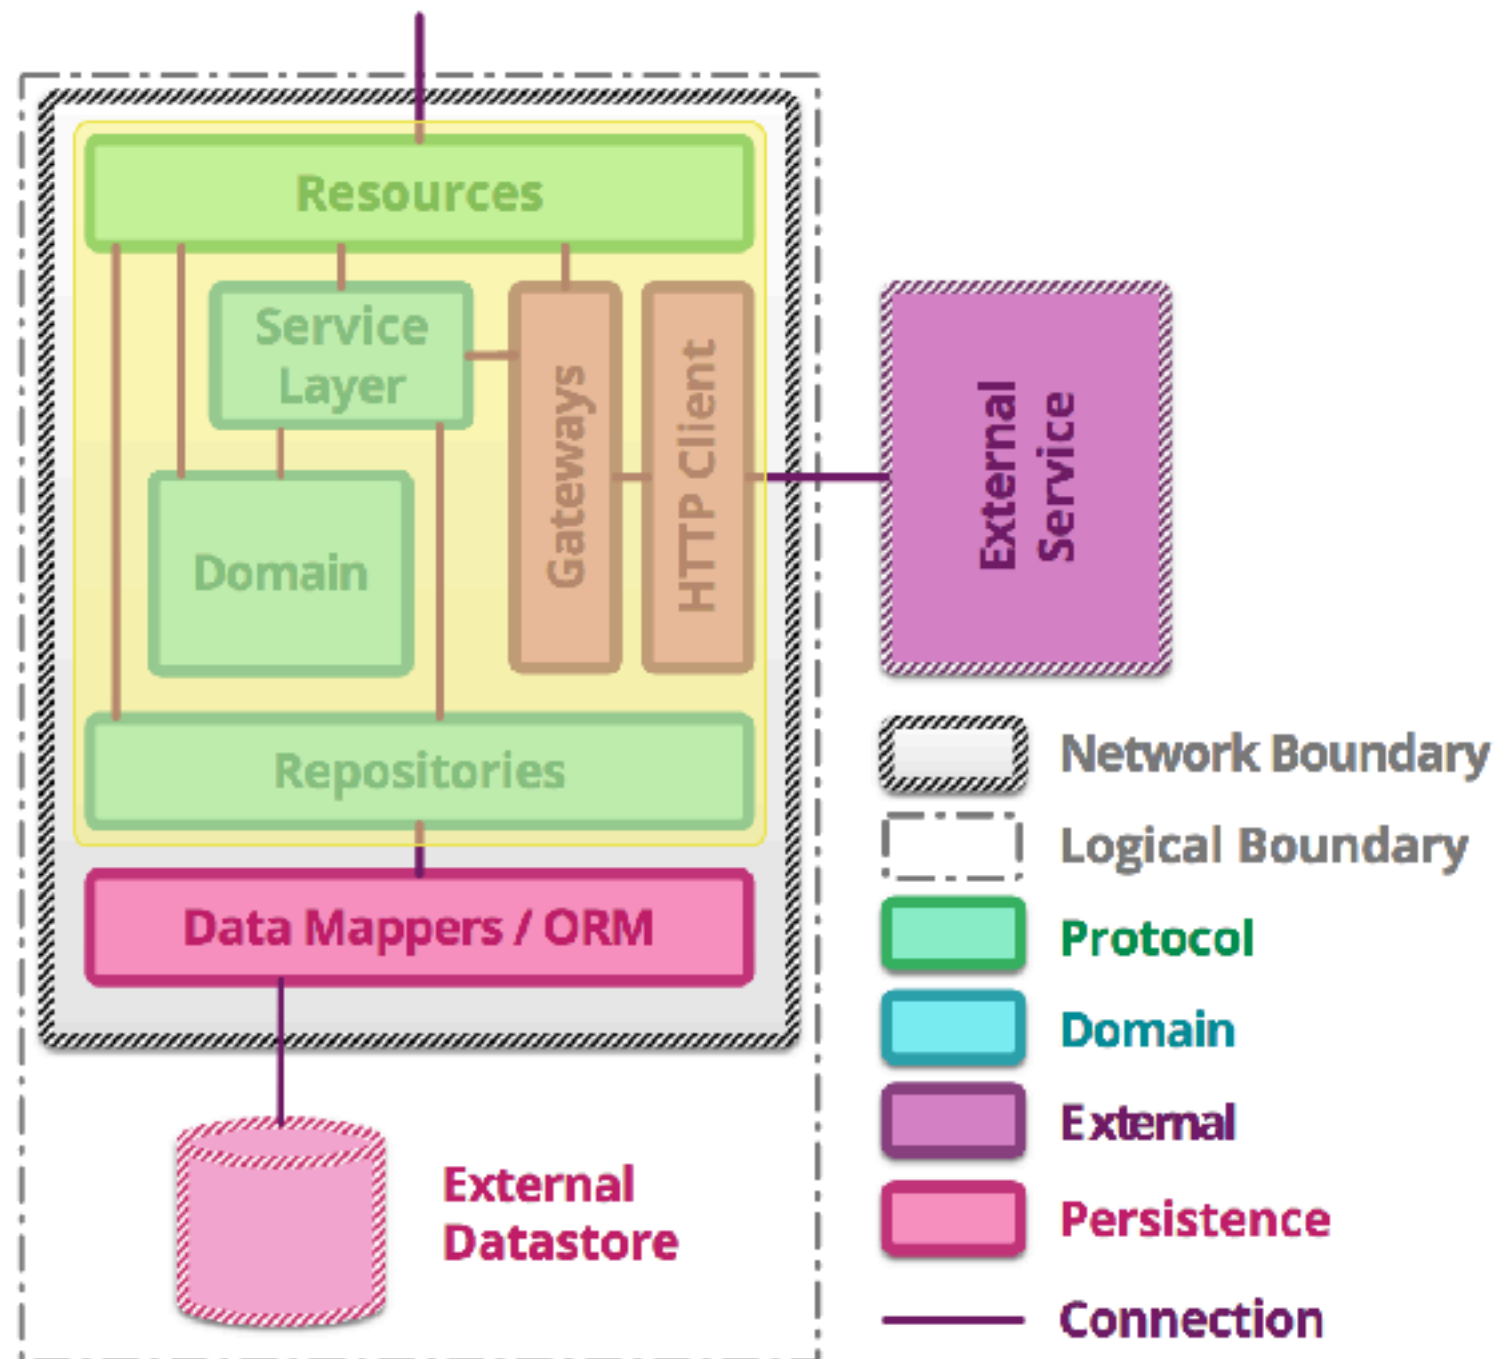 Resources
Service
Layer
Gateways
HTTP Client
Domain
Repositories
Data Mappers / ORM
External
Datastore
External
Service
Network Boundary
Logical Boundary
Protocol
Domain
External
Persistence
Connection